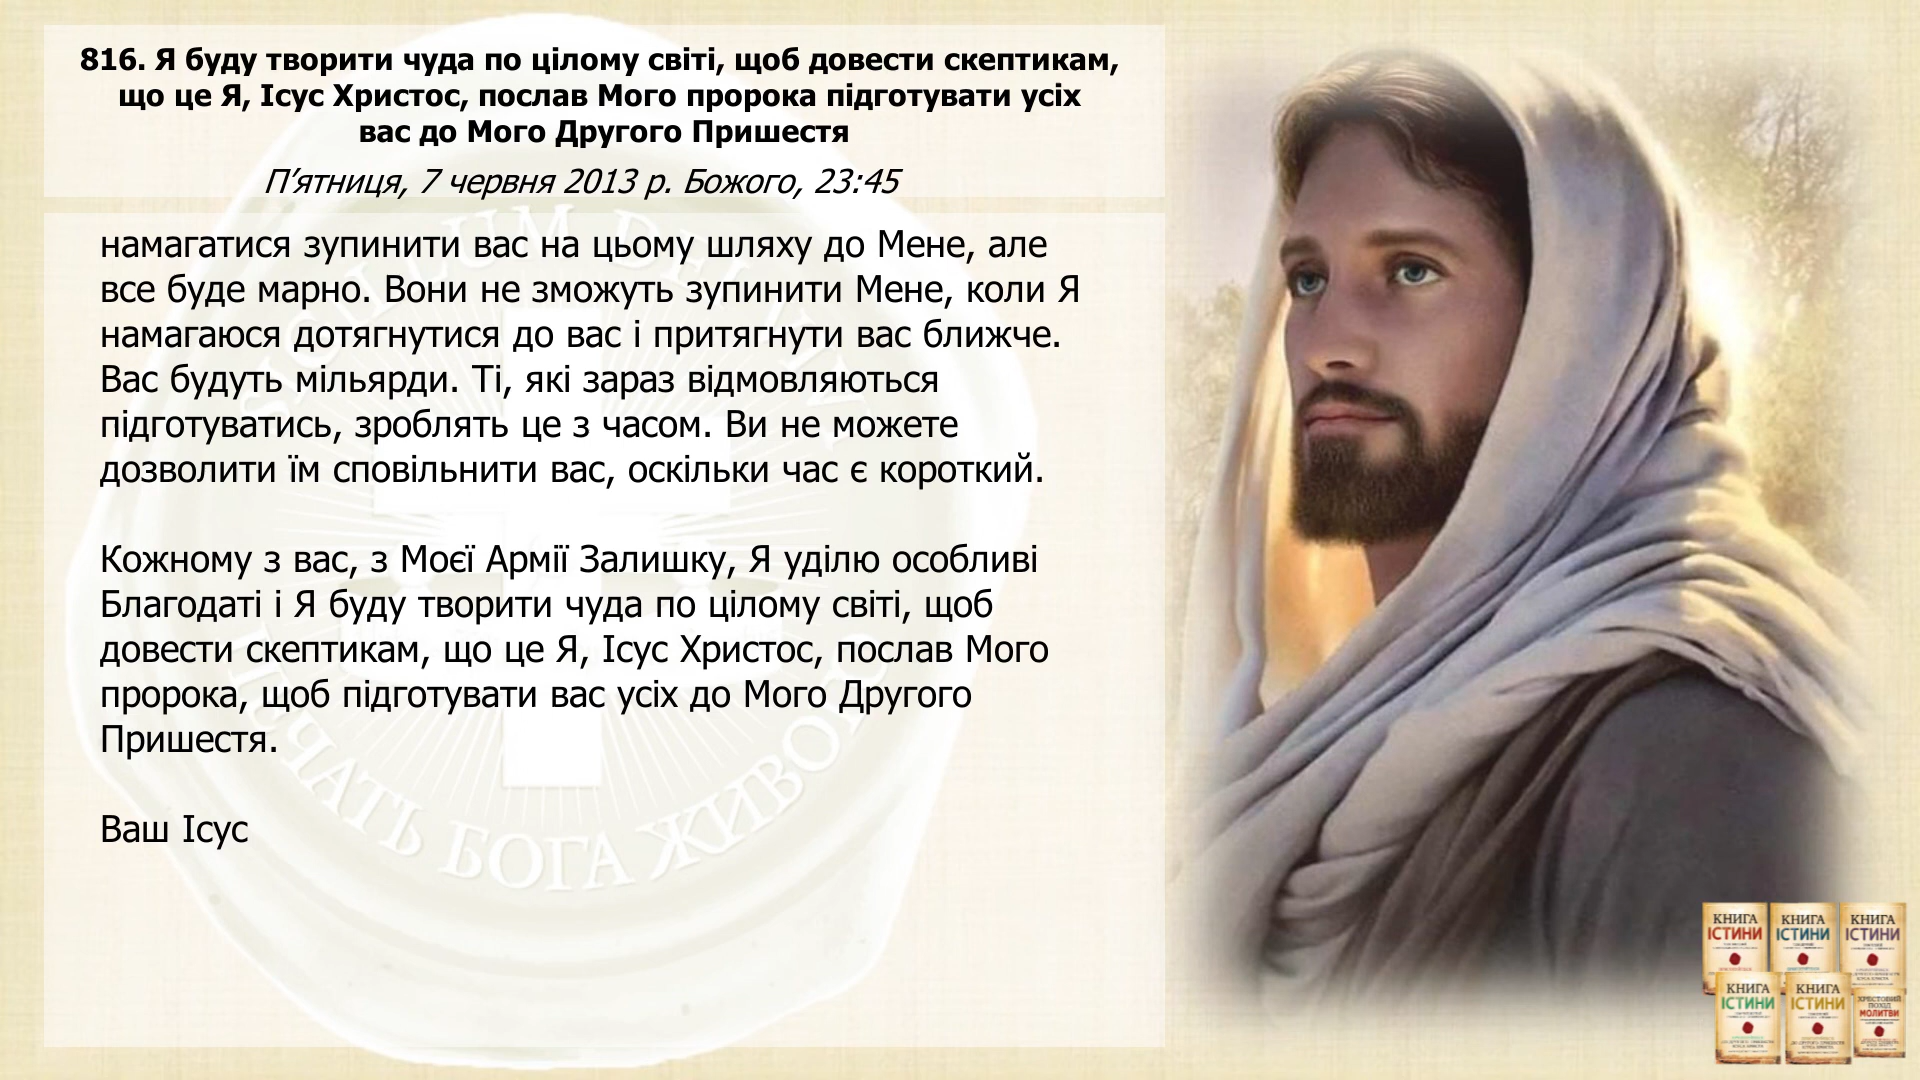 816. Я буду творити чуда по цілому світі, щоб довести скептикам,
що це Я, Ісус Христос, послав Мого пророка підготувати усіх
вас до Мого Другого Пришестя
П’ятниця, 7 червня 2013 р. Божого, 23:45
намагатися зупинити вас на цьому шляху до Мене, але
все буде марно. Вони не зможуть зупинити Мене, коли Я
намагаюся дотягнутися до вас і притягнути вас ближче.
Вас будуть мільярди. Ті, які зараз відмовляються
підготуватись, зроблять це з часом. Ви не можете
дозволити їм сповільнити вас, оскільки час є короткий.
Кожному з вас, з Моєї Армії Залишку, Я уділю особливі
Благодаті і Я буду творити чуда по цілому світі, щоб
довести скептикам, що це Я, Ісус Христос, послав Мого
пророка, щоб підготувати вас усіх до Мого Другого
Пришестя.
Ваш Ісус
ЧАТЬ БОГА ЖИВОГО
КНИГА
ІСТИНИ
КНИГА
ІСТИНИ
КНИГА
ІСТИНИ
КНИГА
ІСТИНИ
КНИГА
ІСТИНИ
ХРЕСТОВИЙ
ПОХІД
МОЛИТВИ